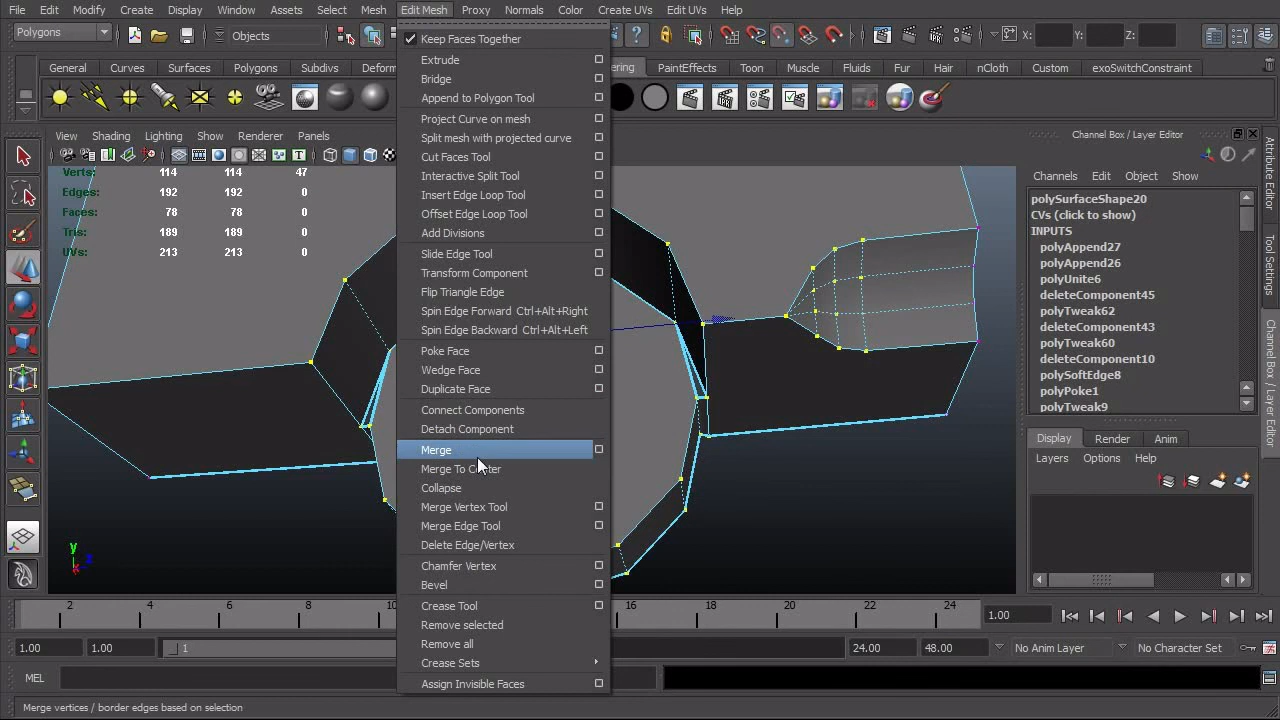 File Edit Modify Create Display Window Assets Select Mesh Edit Mesh Proxy Normals Color Create UVs Edit UVs Help
Polygons Objects X: Y: Z:
General Curves Surfaces Polygons Subdivs Deform ering PaintEffects Toon Muscle Fluids Fur Hair nCloth Custom exoSwitchConstraint
View Shading Lighting Show Renderer Panels
Verts: 114 114 47
Edges: 192 192 0
Faces: 78 78 0
Tris: 189 189 0
UVs: 213 213 0
Keep Faces Together
Extrude
Bridge
Append to Polygon Tool
Project Curve on mesh
Split mesh with projected curve
Cut Faces Tool
Interactive Split Tool
Insert Edge Loop Tool
Offset Edge Loop Tool
Add Divisions
Slide Edge Tool
Transform Component
Flip Triangle Edge
Spin Edge Forward Ctrl+Alt+Right
Spin Edge Backward Ctrl+Alt+Left
Poke Face
Wedge Face
Duplicate Face
Connect Components
Detach Component
Merge
Merge To Center
Collapse
Merge Vertex Tool
Merge Edge Tool
Delete Edge/Vertex
Chamfer Vertex
Bevel
Crease Tool
Remove selected
Remove all
Crease Sets
Assign Invisible Faces
Channel Box / Layer Editor
Channels Edit Object Show
polySurfaceShape20
CVs (click to show)
INPUTS
polyAppend27
polyAppend26
polyUnite6
deleteComponent45
polyTweak62
deleteComponent43
polyTweak60
deleteComponent10
polySoftEdge8
polyPoke1
polyTweak9
Display Render Anim
Layers Options Help
Attribute Editor
Tool Settings
Channel Box / Layer Editor
y z x
2 4 6 8 10 16 18 20 22 24 1.00
1.00 1.00 1 24.00 48.00 No Anim Layer No Character Set
MEL
Merge vertices / border edges based on selection